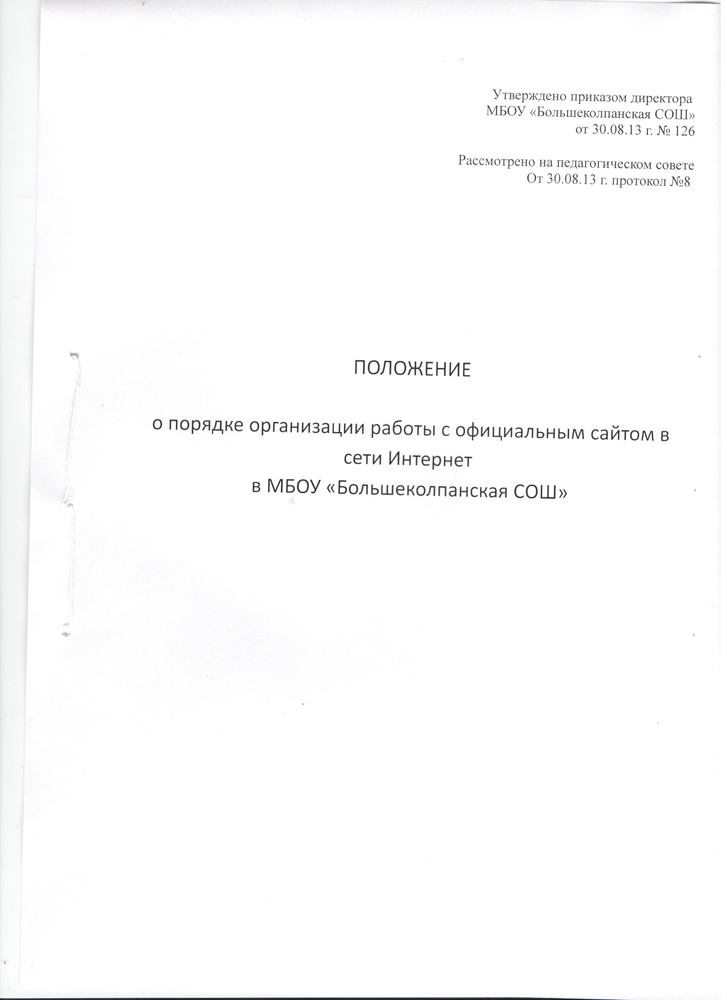 Утверждено приказом директора
МБОУ «Большеколпанская СОШ»
от 30.08.13 г. № 126
Рассмотрено на педагогическом совете
От 30.08.13 г. протокол №8
ПОЛОЖЕНИЕ
о порядке организации работы с официальным сайтом в
сети Интернет
в МБОУ «Большеколпанская СОШ»